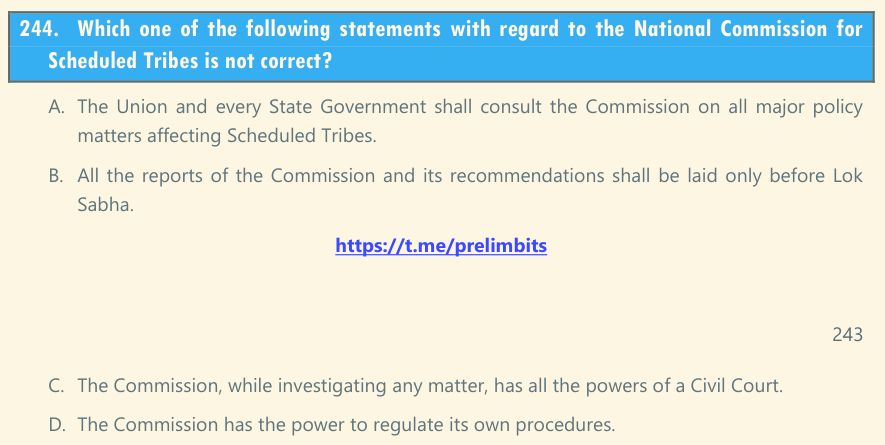 244. Which one of the following statements with regard to the National Commission for
Scheduled Tribes is not correct?
A. The Union and every State Government shall consult the Commission on all major policy
matters affecting Scheduled Tribes.
B. All the reports of the Commission and its recommendations shall be laid only before Lok
Sabha.
https://t.me/prelimbits
243
C. The Commission, while investigating any matter, has all the powers of a Civil Court.
D. The Commission has the power to regulate its own procedures.